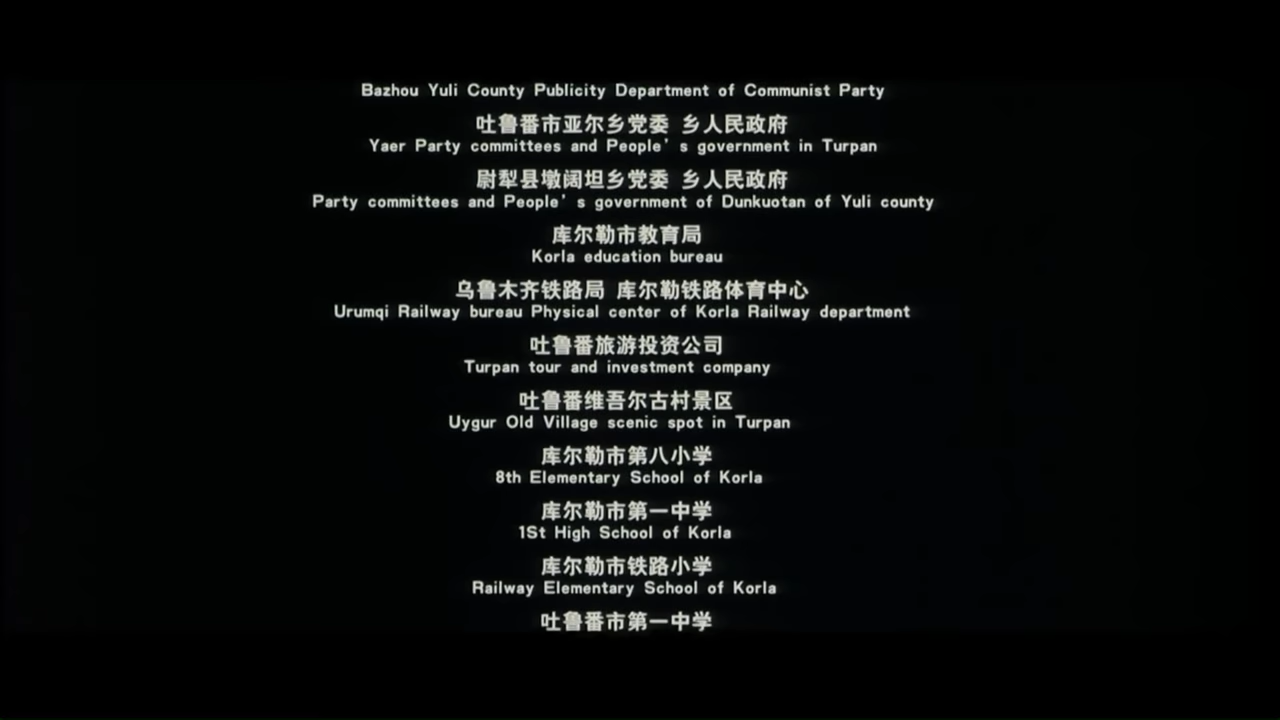 Bazhou Yuli County Publicity Department of Communist Party
吐鲁番市亚尔乡党委 乡人民政府
Yaer Party committees and People's government in Turpan
尉犁县墩阔坦乡党委 乡人民政府
Party committees and People's government of Dunkuotan of Yuli county
库尔勒市教育局
Korla education bureau
乌鲁木齐铁路局 库尔勒铁路体育中心
Urumqi Railway bureau Physical center of Korla Railway department
吐鲁番旅游投资公司
Turpan tour and investment company
吐鲁番维吾尔古村景区
Uygur Old Village scenic spot in Turpan
库尔勒市第八小学
8th Elementary School of Korla
库尔勒市第一中学
1St High School of Korla
库尔勒市铁路小学
Railway Elementary School of Korla
吐鲁番市第一中学